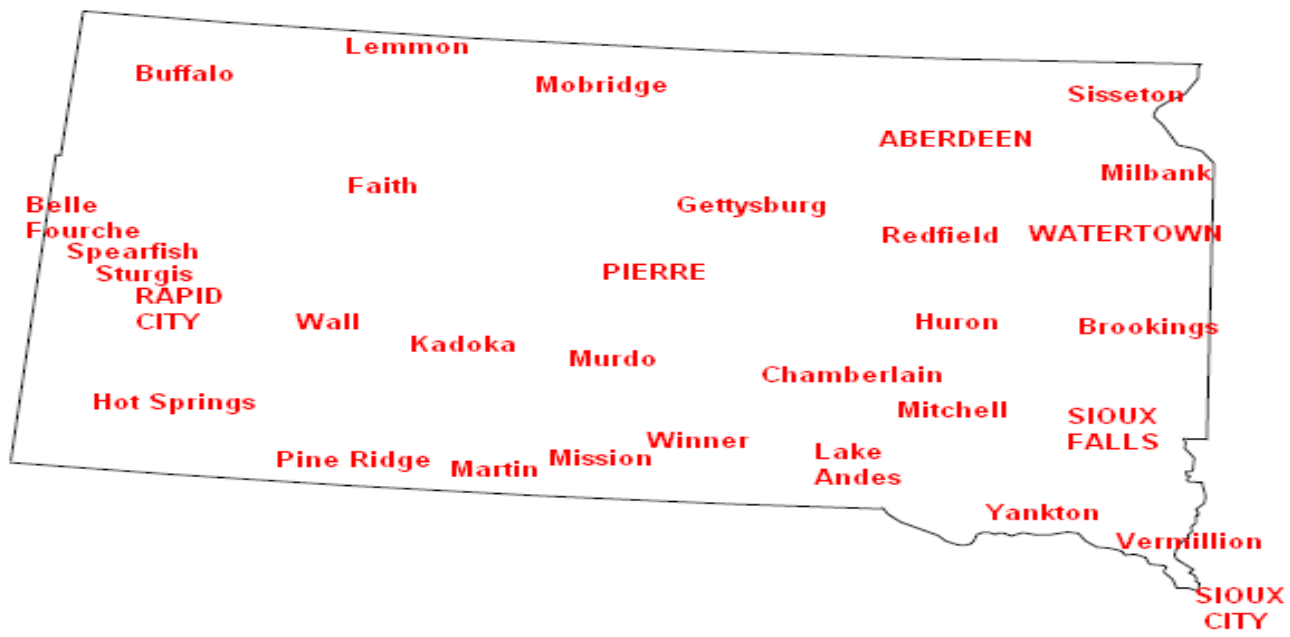 Lemmon
Buffalo
Mobridge
Sisseton
ABERDEEN
Milbank
Faith
Belle
Fourche
Gettysburg
Redfield
WATERTOWN
Spearfish
Sturgis
PIERRE
RAPID
CITY
Wall
Huron
Brookings
Kadoka
Murdo
Chamberlain
Hot Springs
Mitchell
SIOUX
FALLS
Winner
Lake
Andes
Pine Ridge
Martin
Mission
Yankton
Vermillion
SIOUX
CITY